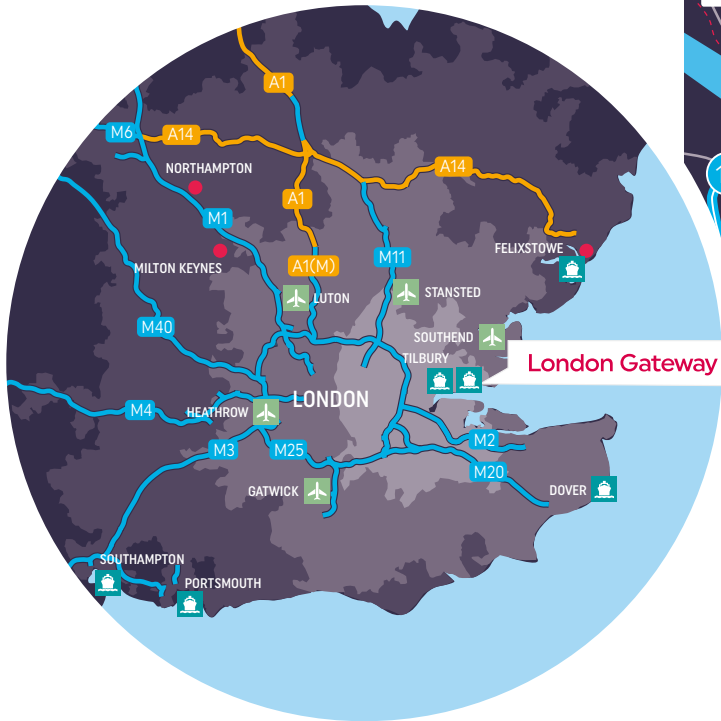 A1
M6
A14
NORTHAMPTON
A14
A1
M1
FELIXSTOWE
M11
A1(M)
MILTON KEYNES
LUTON
STANSTED
M40
SOUTHEND
TILBURY
London Gateway
LONDON
M4
HEATHROW
M2
M3
M25
M20
GATWICK
DOVER
SOUTHAMPTON
PORTSMOUTH